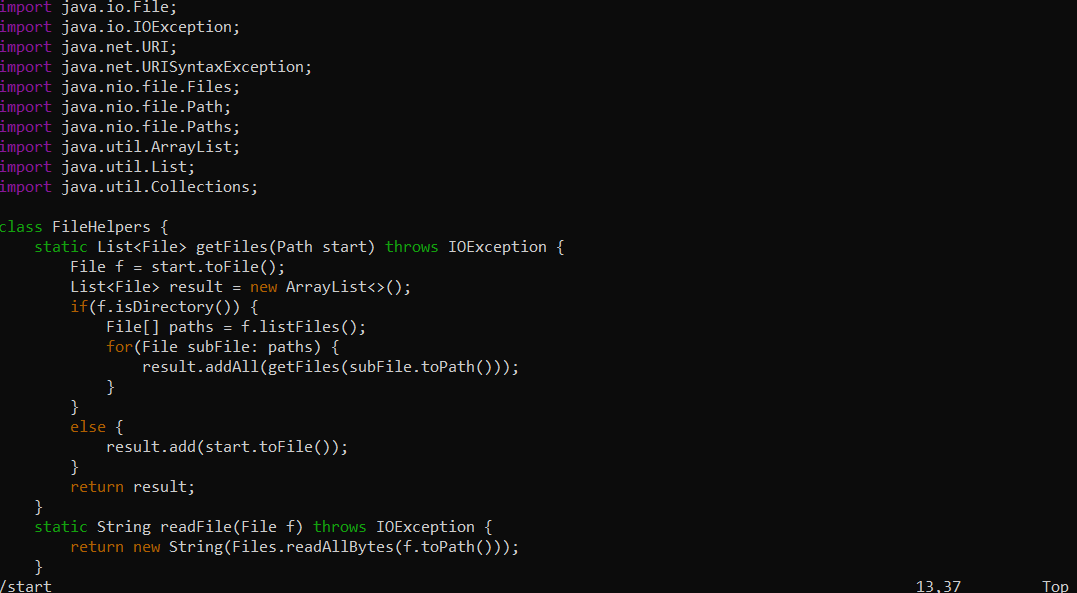 import java.io.File;
import java.io.IOException;
import java.net.URI;
import java.net.URISyntaxException;
import java.nio.file.Files;
import java.nio.file.Path;
import java.nio.file.Paths;
import java.util.ArrayList;
import java.util.List;
import java.util.Collections;

class FileHelpers {
    static List<File> getFiles(Path start) throws IOException {
        File f = start.toFile();
        List<File> result = new ArrayList<>();
        if(f.isDirectory()) {
            File[] paths = f.listFiles();
            for(File subFile: paths) {
                result.addAll(getFiles(subFile.toPath()));
            }
        }
        else {
            result.add(start.toFile());
        }
        return result;
    }
    static String readFile(File f) throws IOException {
        return new String(Files.readAllBytes(f.toPath()));
    }
/start 13,37 Top